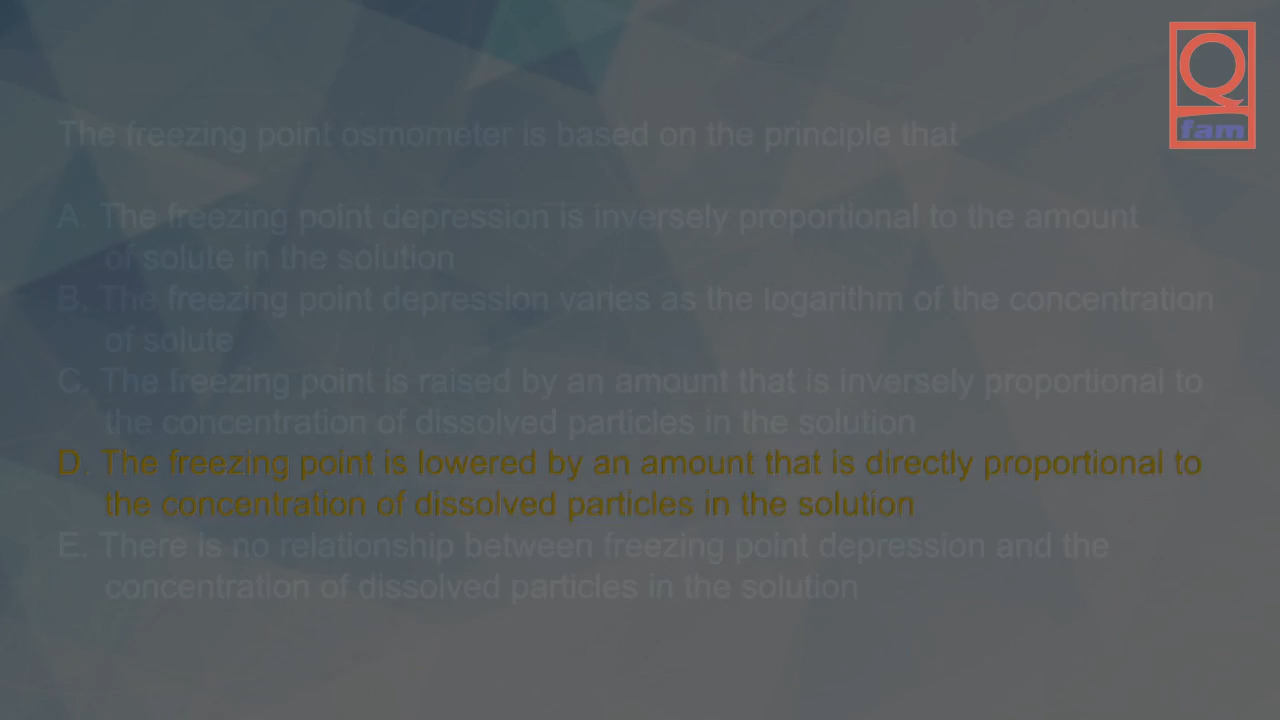 Q
fam
The freezing point osmometer is based on the principle that
A. The freezing point depression is inversely proportional to the amount
of solute in the solution
B. The freezing point depression varies as the logarithm of the concentration
of solute
C. The freezing point is raised by an amount that is inversely proportional to
the concentration of dissolved particles in the solution
D. The freezing point is lowered by an amount that is directly proportional to
the concentration of dissolved particles in the solution
E. There is no relationship between freezing point depression and the
concentration of dissolved particles in the solution